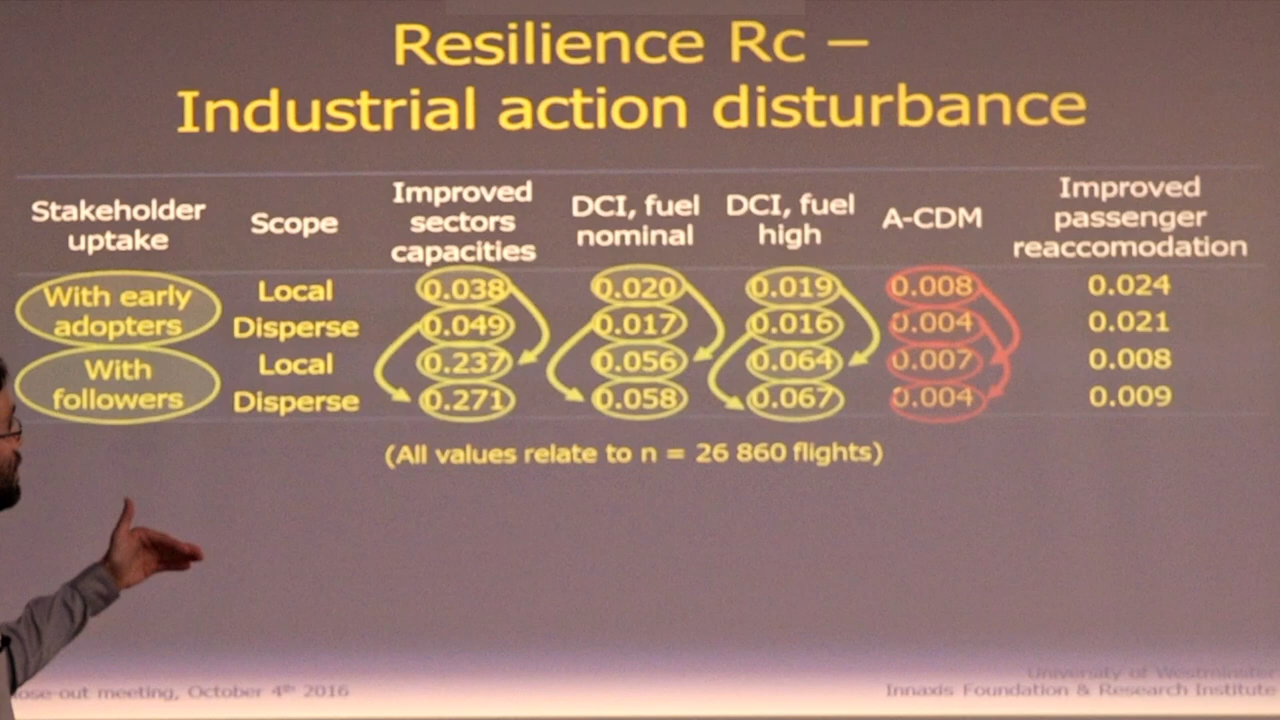 Resilience Rc –
Industrial action disturbance
Stakeholder uptake Scope Improved sectors capacities DCI, fuel nominal DCI, fuel high A-CDM Improved passenger reaccomodation
With early adopters Local 0.038 0.020 0.019 0.008 0.024
Disperse 0.049 0.017 0.016 0.004 0.021
With followers Local 0.237 0.056 0.064 0.007 0.008
Disperse 0.271 0.058 0.067 0.004 0.009
(All values relate to n = 26 860 flights)
meeting, October 4th 2016
University of Westminster
Innaxis Foundation & Research Institute